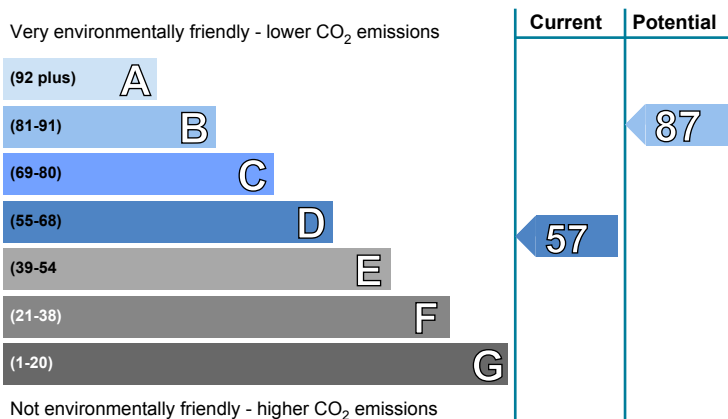 Current Potential
Very environmentally friendly - lower CO2 emissions
(92 plus) A
(81-91) B
87
(69-80) C
(55-68) D
57
(39-54 E
(21-38) F
(1-20) G
Not environmentally friendly - higher CO2 emissions